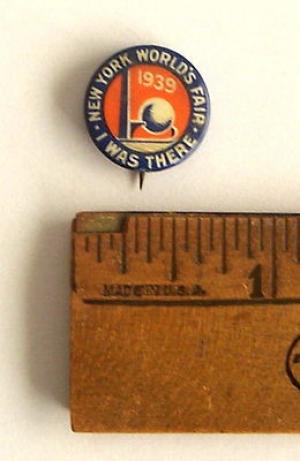 NEW YORK WORLD'S FAIR
1939
• I WAS THERE •
1
MADE IN U.S.A.